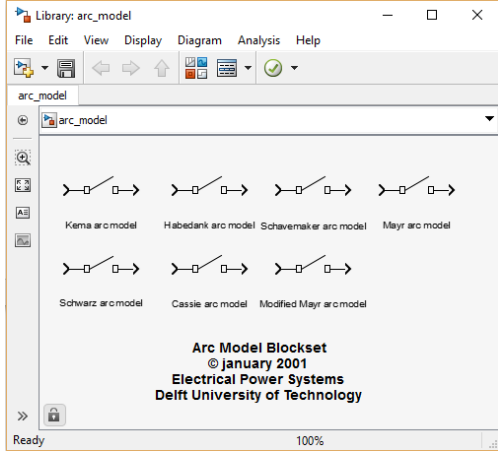 Library: arc_model
File Edit View Display Diagram Analysis Help
arc_model
arc_model
Kema arc model Habedank arc model Schavemaker arc model Mayr arc model
Schwarz arc model Cassie arc model Modified Mayr arc model
Arc Model Blockset
© january 2001
Electrical Power Systems
Delft University of Technology
Ready 100%